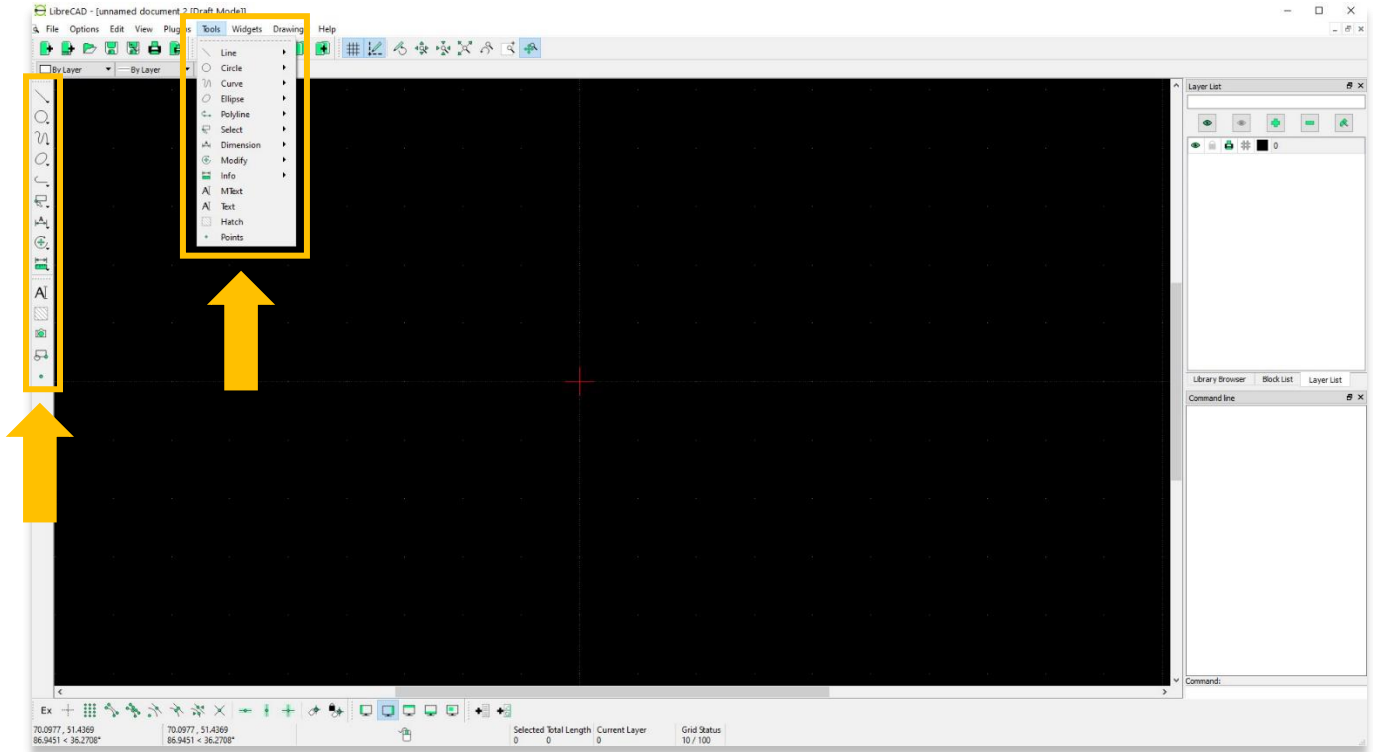 LibreCAD - [unnamed document 2 [Draft Mode]]
File Options Edit View Plugins Tools Widgets Drawings Help
By Layer By Layer
Line
Circle
Curve
Ellipse
Polyline
Select
Dimension
Modify
Info
MText
Text
Hatch
Points
Layer List
0
Library Browser Block List Layer List
Command line
Command:
Ex
70.0977 , 51.4369
86.9451 < 36.2708°
70.0977 , 51.4369
86.9451 < 36.2708°
Selected Total Length Current Layer
0 0 0
Grid Status
10 / 100